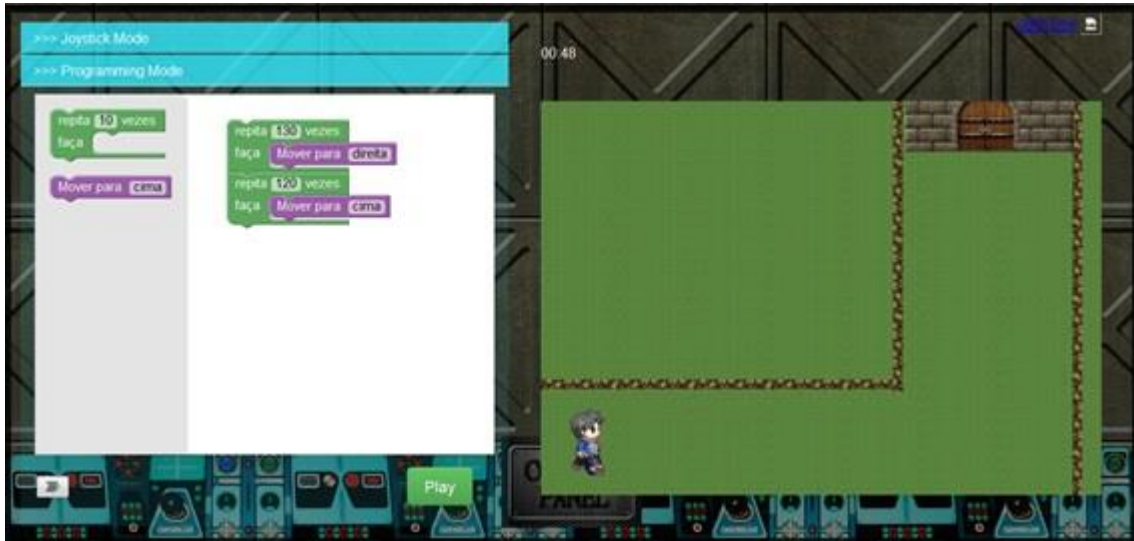 >>> Joystick Mode
>>> Programming Mode
00:48
repita 10 vezes
faça
Mover para cima
repita 130 vezes
faça Mover para direita
repita 120 vezes
faça Mover para cima
Play
PANEL